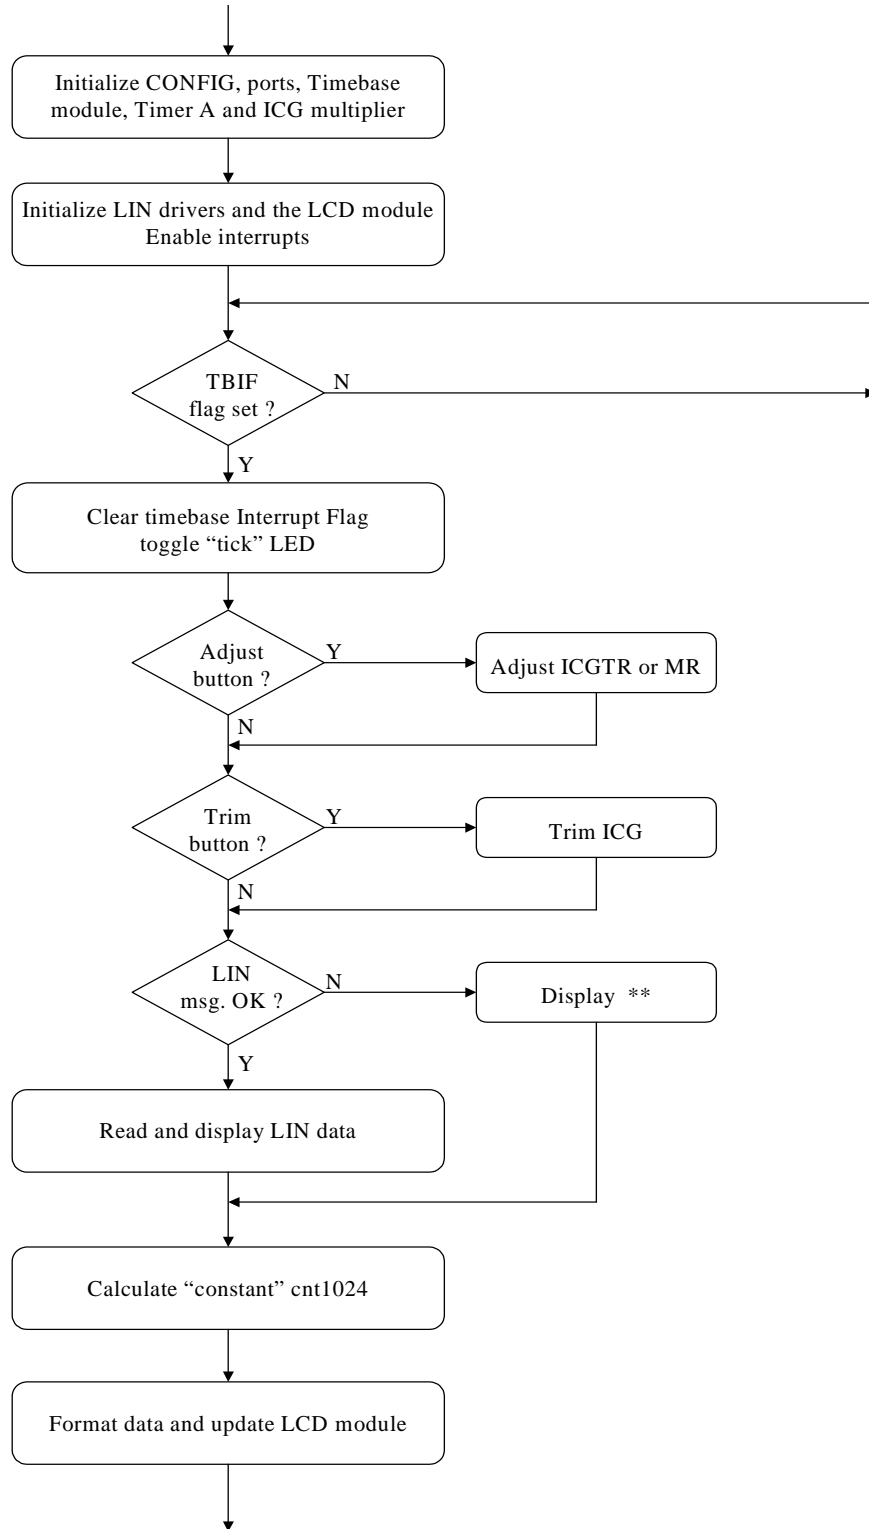 Initialize CONFIG, ports, Timebase
module, Timer A and ICG multiplier
Initialize LIN drivers and the LCD module
Enable interrupts
TBIF
flag set ?
N
Y
Clear timebase Interrupt Flag
toggle “tick” LED
Adjust
button ?
Y
Adjust ICGTR or MR
N
Trim
button ?
Y
Trim ICG
N
LIN
msg. OK ?
N
Display  **
Y
Read and display LIN data
Calculate “constant” cnt1024
Format data and update LCD module